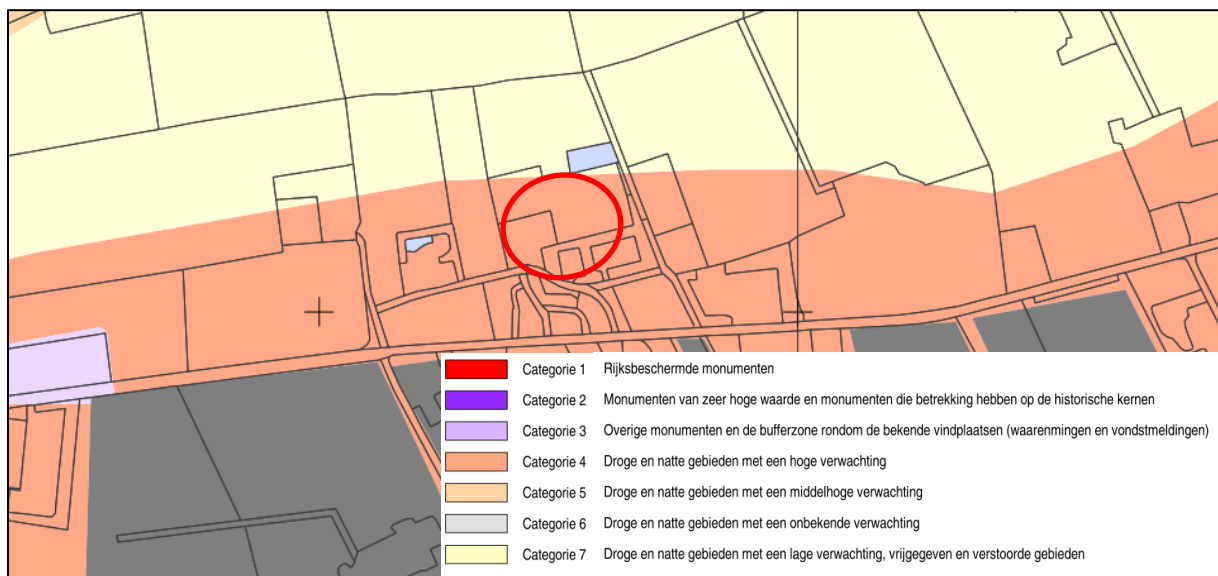 Categorie 1 Rijksbeschermde monumenten
Categorie 2 Monumenten van zeer hoge waarde en monumenten die betrekking hebben op de historische kernen
Categorie 3 Overige monumenten en de bufferzone rondom de bekende vindplaatsen (waarenmingen en vondstmeldingen)
Categorie 4 Droge en natte gebieden met een hoge verwachting
Categorie 5 Droge en natte gebieden met een middelhoge verwachting
Categorie 6 Droge en natte gebieden met een onbekende verwachting
Categorie 7 Droge en natte gebieden met een lage verwachting, vrijgegeven en verstoorde gebieden